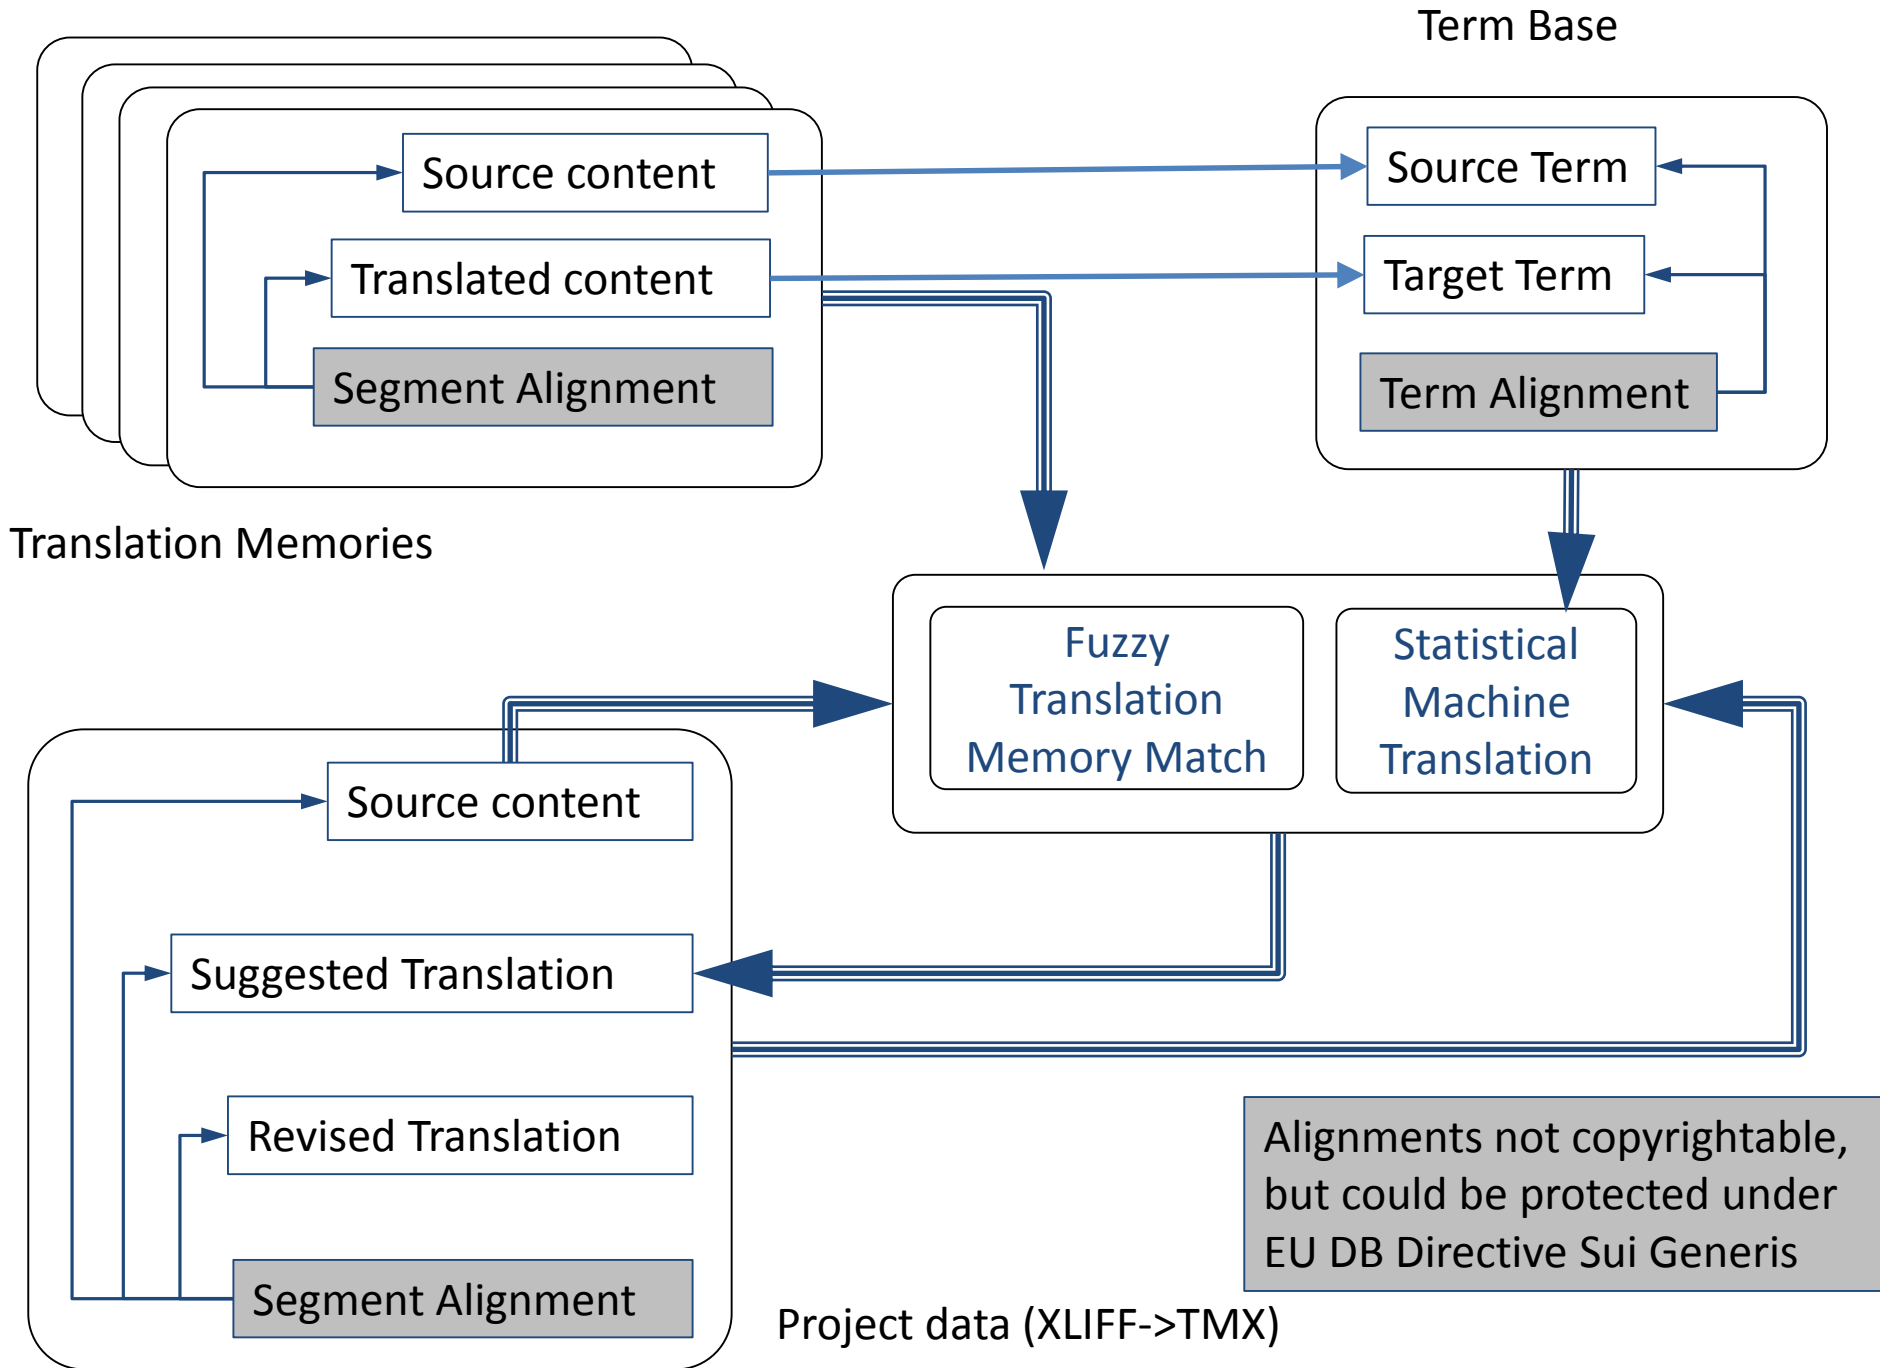 Term Base
Source content
Source Term
Translated content
Target Term
Segment Alignment
Term Alignment
Translation Memories
Fuzzy
Translation
Memory Match
Statistical
Machine
Translation
Source content
Suggested Translation
Revised Translation
Segment Alignment
Alignments not copyrightable,
but could be protected under
EU DB Directive Sui Generis
Project data (XLIFF->TMX)